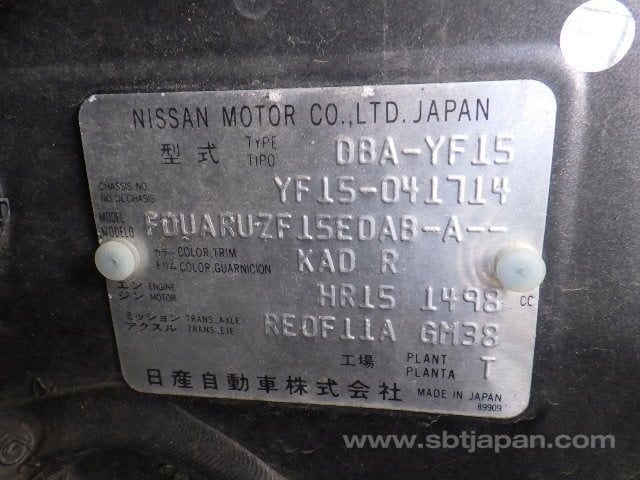 NISSAN MOTOR CO.,LTD. JAPAN
型式 TYPE TIPO DBA-YF15
CHASSIS NO. NO.DECHASIS YF15-041714
MODEL MODELO FDUARUZF15EDAB-A--
カラー COLOR,TRIM
トリム COLOR,GUARNICION KAD R
エンジン ENGINE MOTOR HR15 1498 CC
ミッション TRANS,AXLE
アクスル TRANS,EJE RE0F11A GM38
工場 PLANT PLANTA T
日産自動車株式会社 MADE IN JAPAN
89909
www.sbtjapan.com